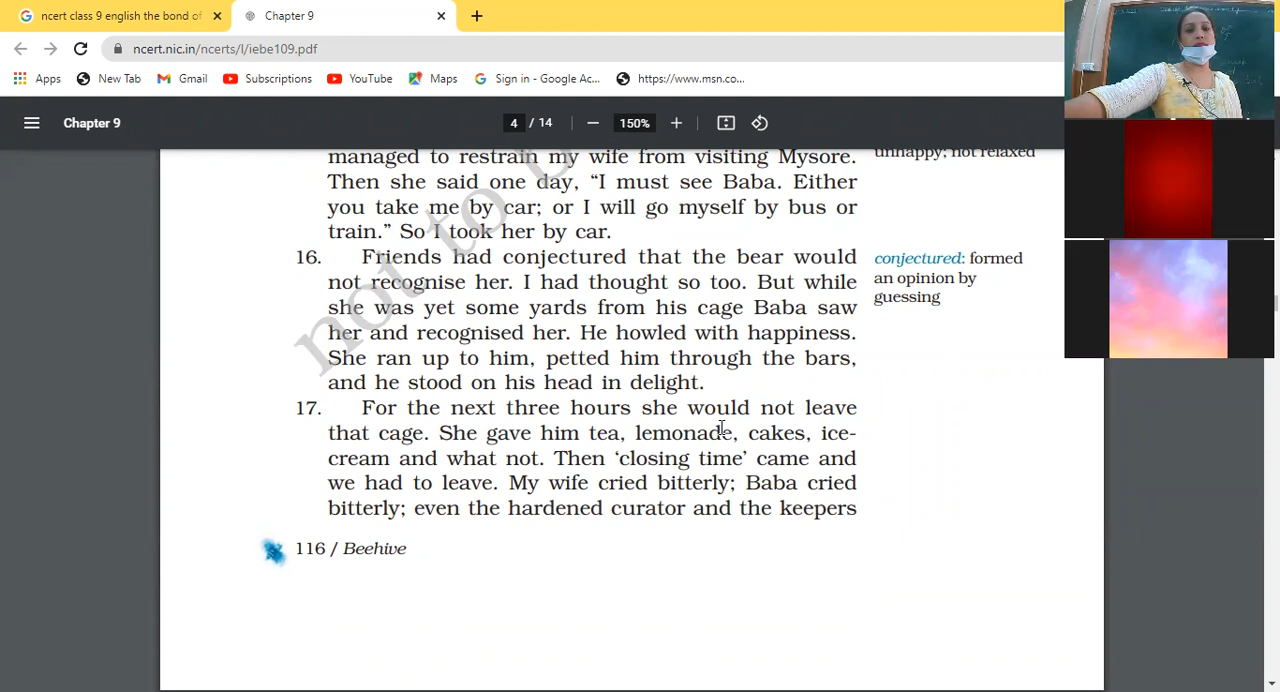 ncert class 9 english the bond of
Chapter 9
ncert.nic.in/ncerts/l/iebe109.pdf
Apps
New Tab
Gmail
Subscriptions
YouTube
Maps
Sign in - Google Ac...
https://www.msn.co...
Chapter 9
4 / 14
150%
managed to restrain my wife from visiting Mysore.
Then she said one day, “I must see Baba. Either
you take me by car; or I will go myself by bus or
train.” So I took her by car.
unhappy; not relaxed
16. Friends had conjectured that the bear would
not recognise her. I had thought so too. But while
she was yet some yards from his cage Baba saw
her and recognised her. He howled with happiness.
She ran up to him, petted him through the bars,
and he stood on his head in delight.
conjectured: formed
an opinion by
guessing
17. For the next three hours she would not leave
that cage. She gave him tea, lemonade, cakes, ice-
cream and what not. Then ‘closing time’ came and
we had to leave. My wife cried bitterly; Baba cried
bitterly; even the hardened curator and the keepers
116 / Beehive
not to b